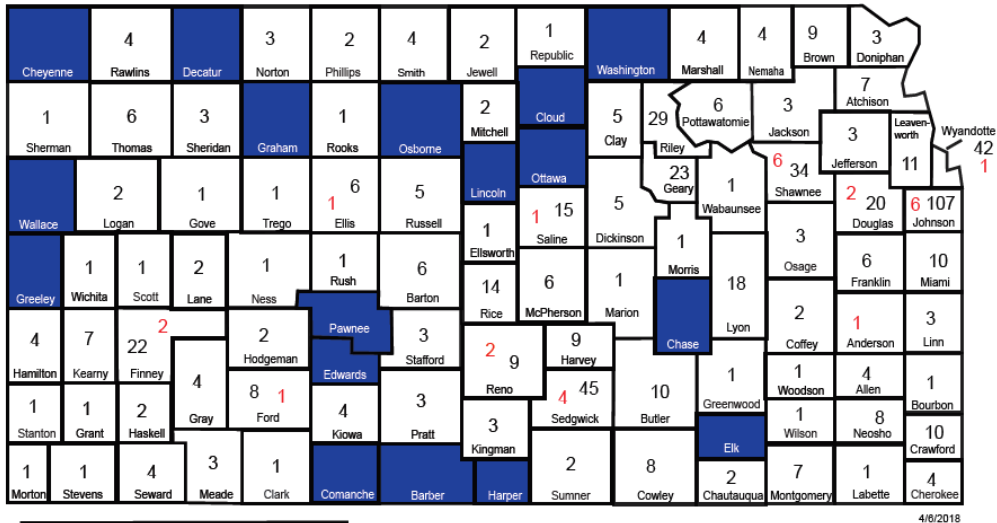 4 3 2 4 2 1 4 4 9 3
Cheyenne Rawlins Decatur Norton Phillips Smith Jewell Republic Washington Marshall Nemaha Brown Doniphan
1 6 3 1 2 5 29 6 3 7
Sherman Thomas Sheridan Graham Rooks Osborne Mitchell Cloud Clay Riley Pottawatomie Jackson Atchison
3 Leaven-
Jefferson worth
11
Wyandotte
42
1
2 1 1 1 6 5 5 23 1 6 34 2 20 6 107
Wallace Logan Gove Trego Ellis Russell Lincoln Ottawa Dickinson Geary Wabaunsee Shawnee Douglas Johnson
1 1 15 1 3
Ellsworth Saline Morris Osage
1 1 2 1 1 6 14 6 1 18 6 10
Greeley Wichita Scott Lane Ness Rush Barton Rice McPherson Marion Lyon Franklin Miami
4 7 2 22 2 3 2 9 9 2 1 3
Hamilton Kearny Finney Hodgeman Pawnee Stafford Reno Harvey Chase Coffey Anderson Linn
1 1 2 4 8 1 4 3 4 45 10 1 1 4 1
Stanton Grant Haskell Gray Ford Edwards Kiowa Pratt Sedgwick Butler Greenwood Woodson Allen Bourbon
3 1 8 10
Kingman Elk Wilson Neosho Crawford
1 1 4 3 1 2 8 2 7 1 4
Morton Stevens Seward Meade Clark Comanche Barber Harper Sumner Cowley Chautauqua Montgomery Labette Cherokee
4/6/2018